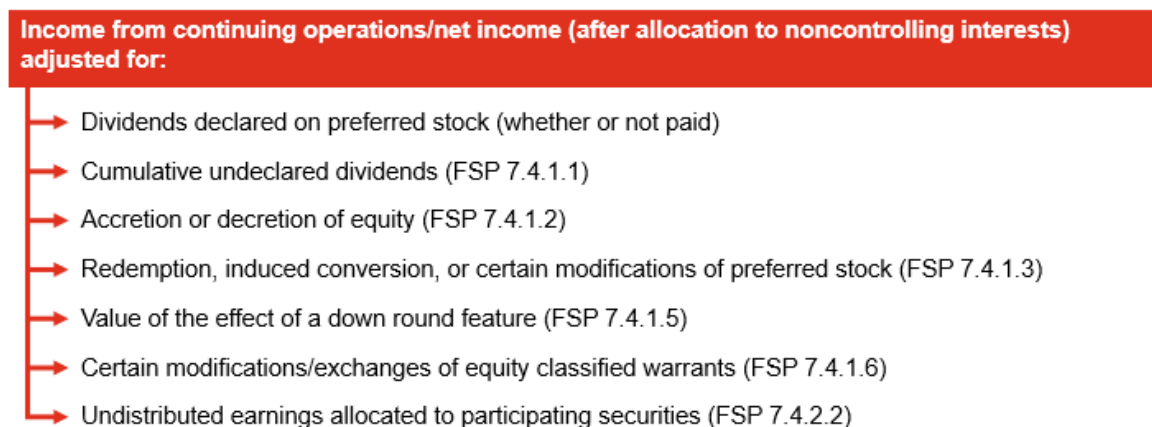 Income from continuing operations/net income (after allocation to noncontrolling interests)
adjusted for:
Dividends declared on preferred stock (whether or not paid)
Cumulative undeclared dividends (FSP 7.4.1.1)
Accretion or decretion of equity (FSP 7.4.1.2)
Redemption, induced conversion, or certain modifications of preferred stock (FSP 7.4.1.3)
Value of the effect of a down round feature (FSP 7.4.1.5)
Certain modifications/exchanges of equity classified warrants (FSP 7.4.1.6)
Undistributed earnings allocated to participating securities (FSP 7.4.2.2)